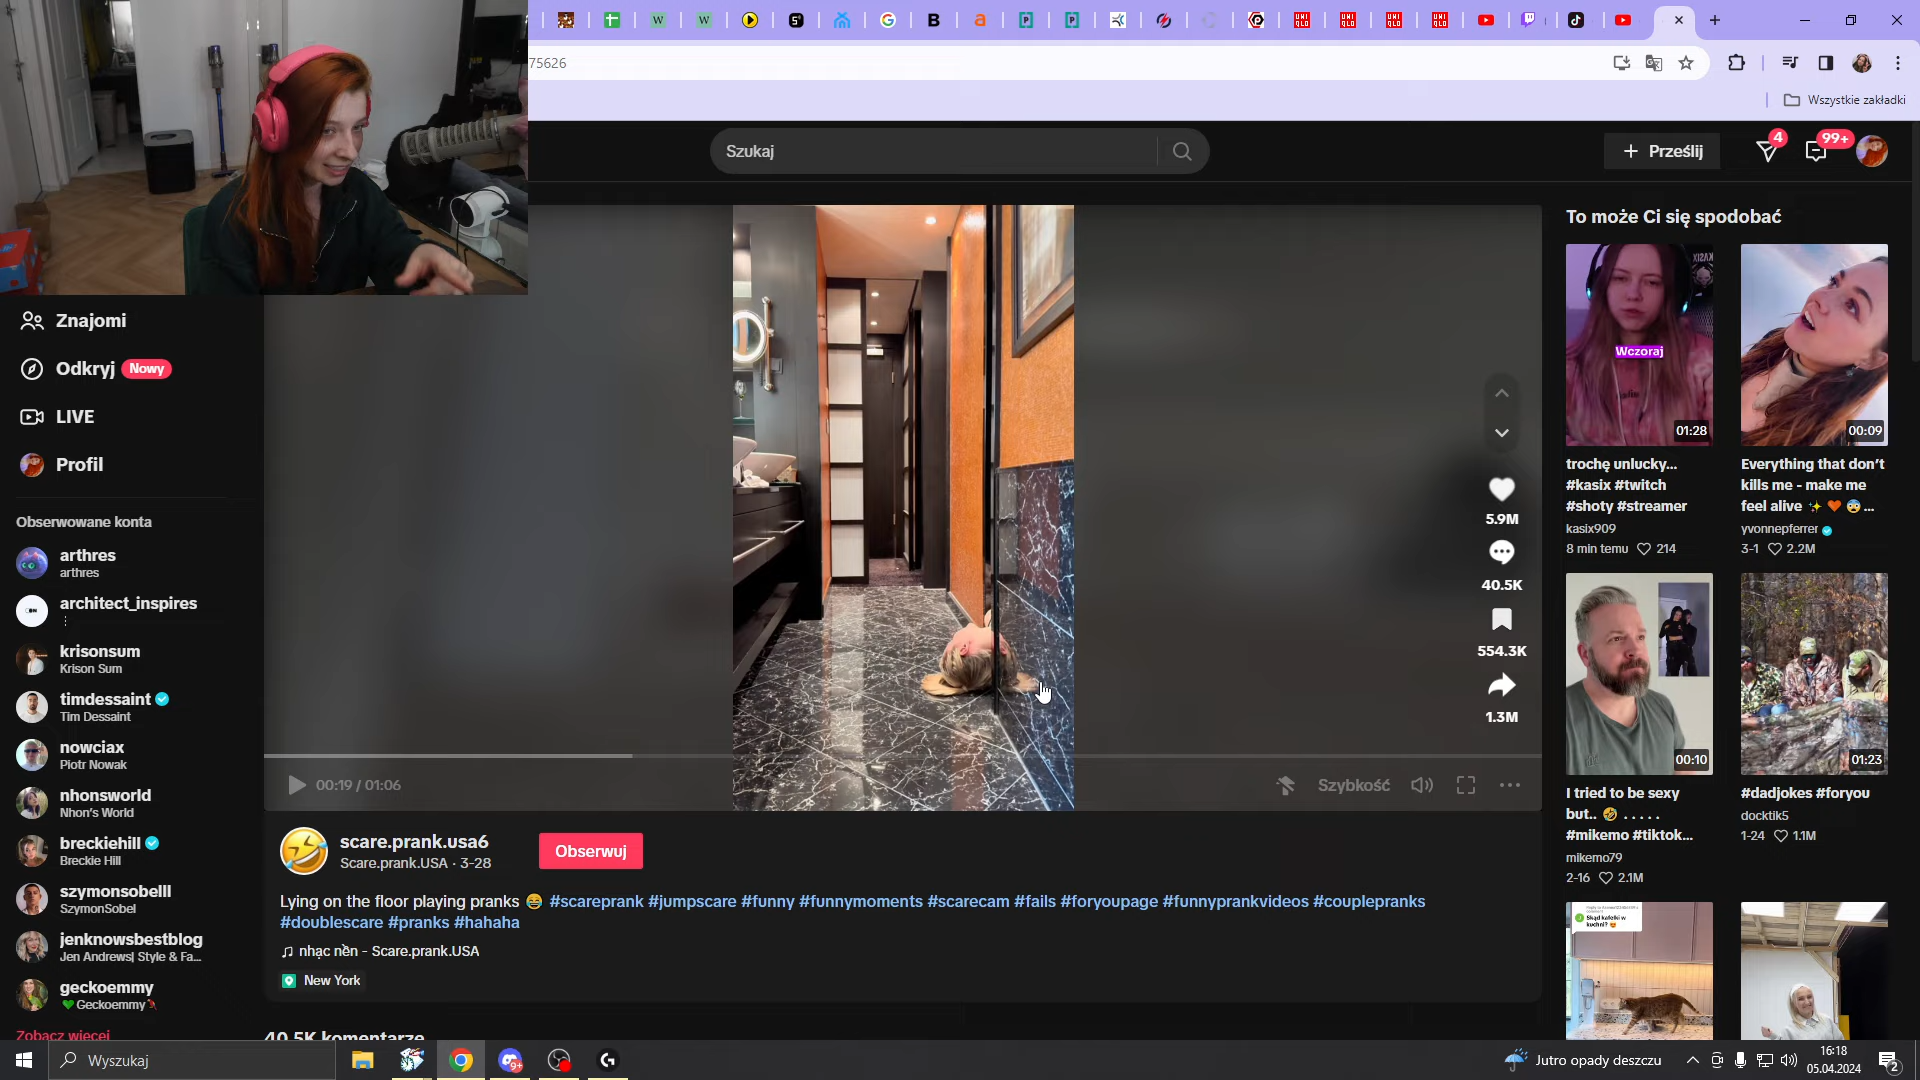 75626
Wszystkie zakładki
Szukaj
Prześlij
4
99+
Znajomi
Odkryj Nowy
LIVE
Profil
Obserwowane konta
arthres
arthres
architect_inspires
krisonsum
Krison Sum
timdessaint
Tim Dessaint
nowciax
Piotr Nowak
nhonsworld
Nhon's World
breckiehill
Breckie Hill
szymonsobelll
SzymonSobel
jenknowsbestblog
Jen Andrews| Style & Fa...
geckoemmy
Geckoemmy
Zobacz więcej
5.9M
40.5K
554.3K
1.3M
00:19 / 01:06
Szybkość
scare.prank.usa6
Scare.prank.USA · 3-28
Obserwuj
Lying on the floor playing pranks 😂 #scareprank #jumpscare #funny #funnymoments #scarecam #fails #foryoupage #funnyprankvideos #couplepranks
#doublescare #pranks #hahaha
nhạc nền - Scare.prank.USA
New York
40.5K komentarze
To może Ci się spodobać
KASIX
Wczoraj
01:28
trochę unlucky...
#kasix #twitch
#shoty #streamer
kasix909
8 min temu 214
00:09
Everything that don't
kills me - make me
feel alive ✨ 🧡 😨 ...
yvonnepferrer
3-1 2.2M
00:10
I tried to be sexy
but.. 🤣 . . . . .
#mikemo #tiktok...
mikemo79
2-16 2.1M
01:23
#dadjokes #foryou
docktik5
1-24 1.1M
Skąd kafelki w
kuchni? 😍
Wyszukaj
9+
Jutro opady deszczu
16:18
05.04.2024
2